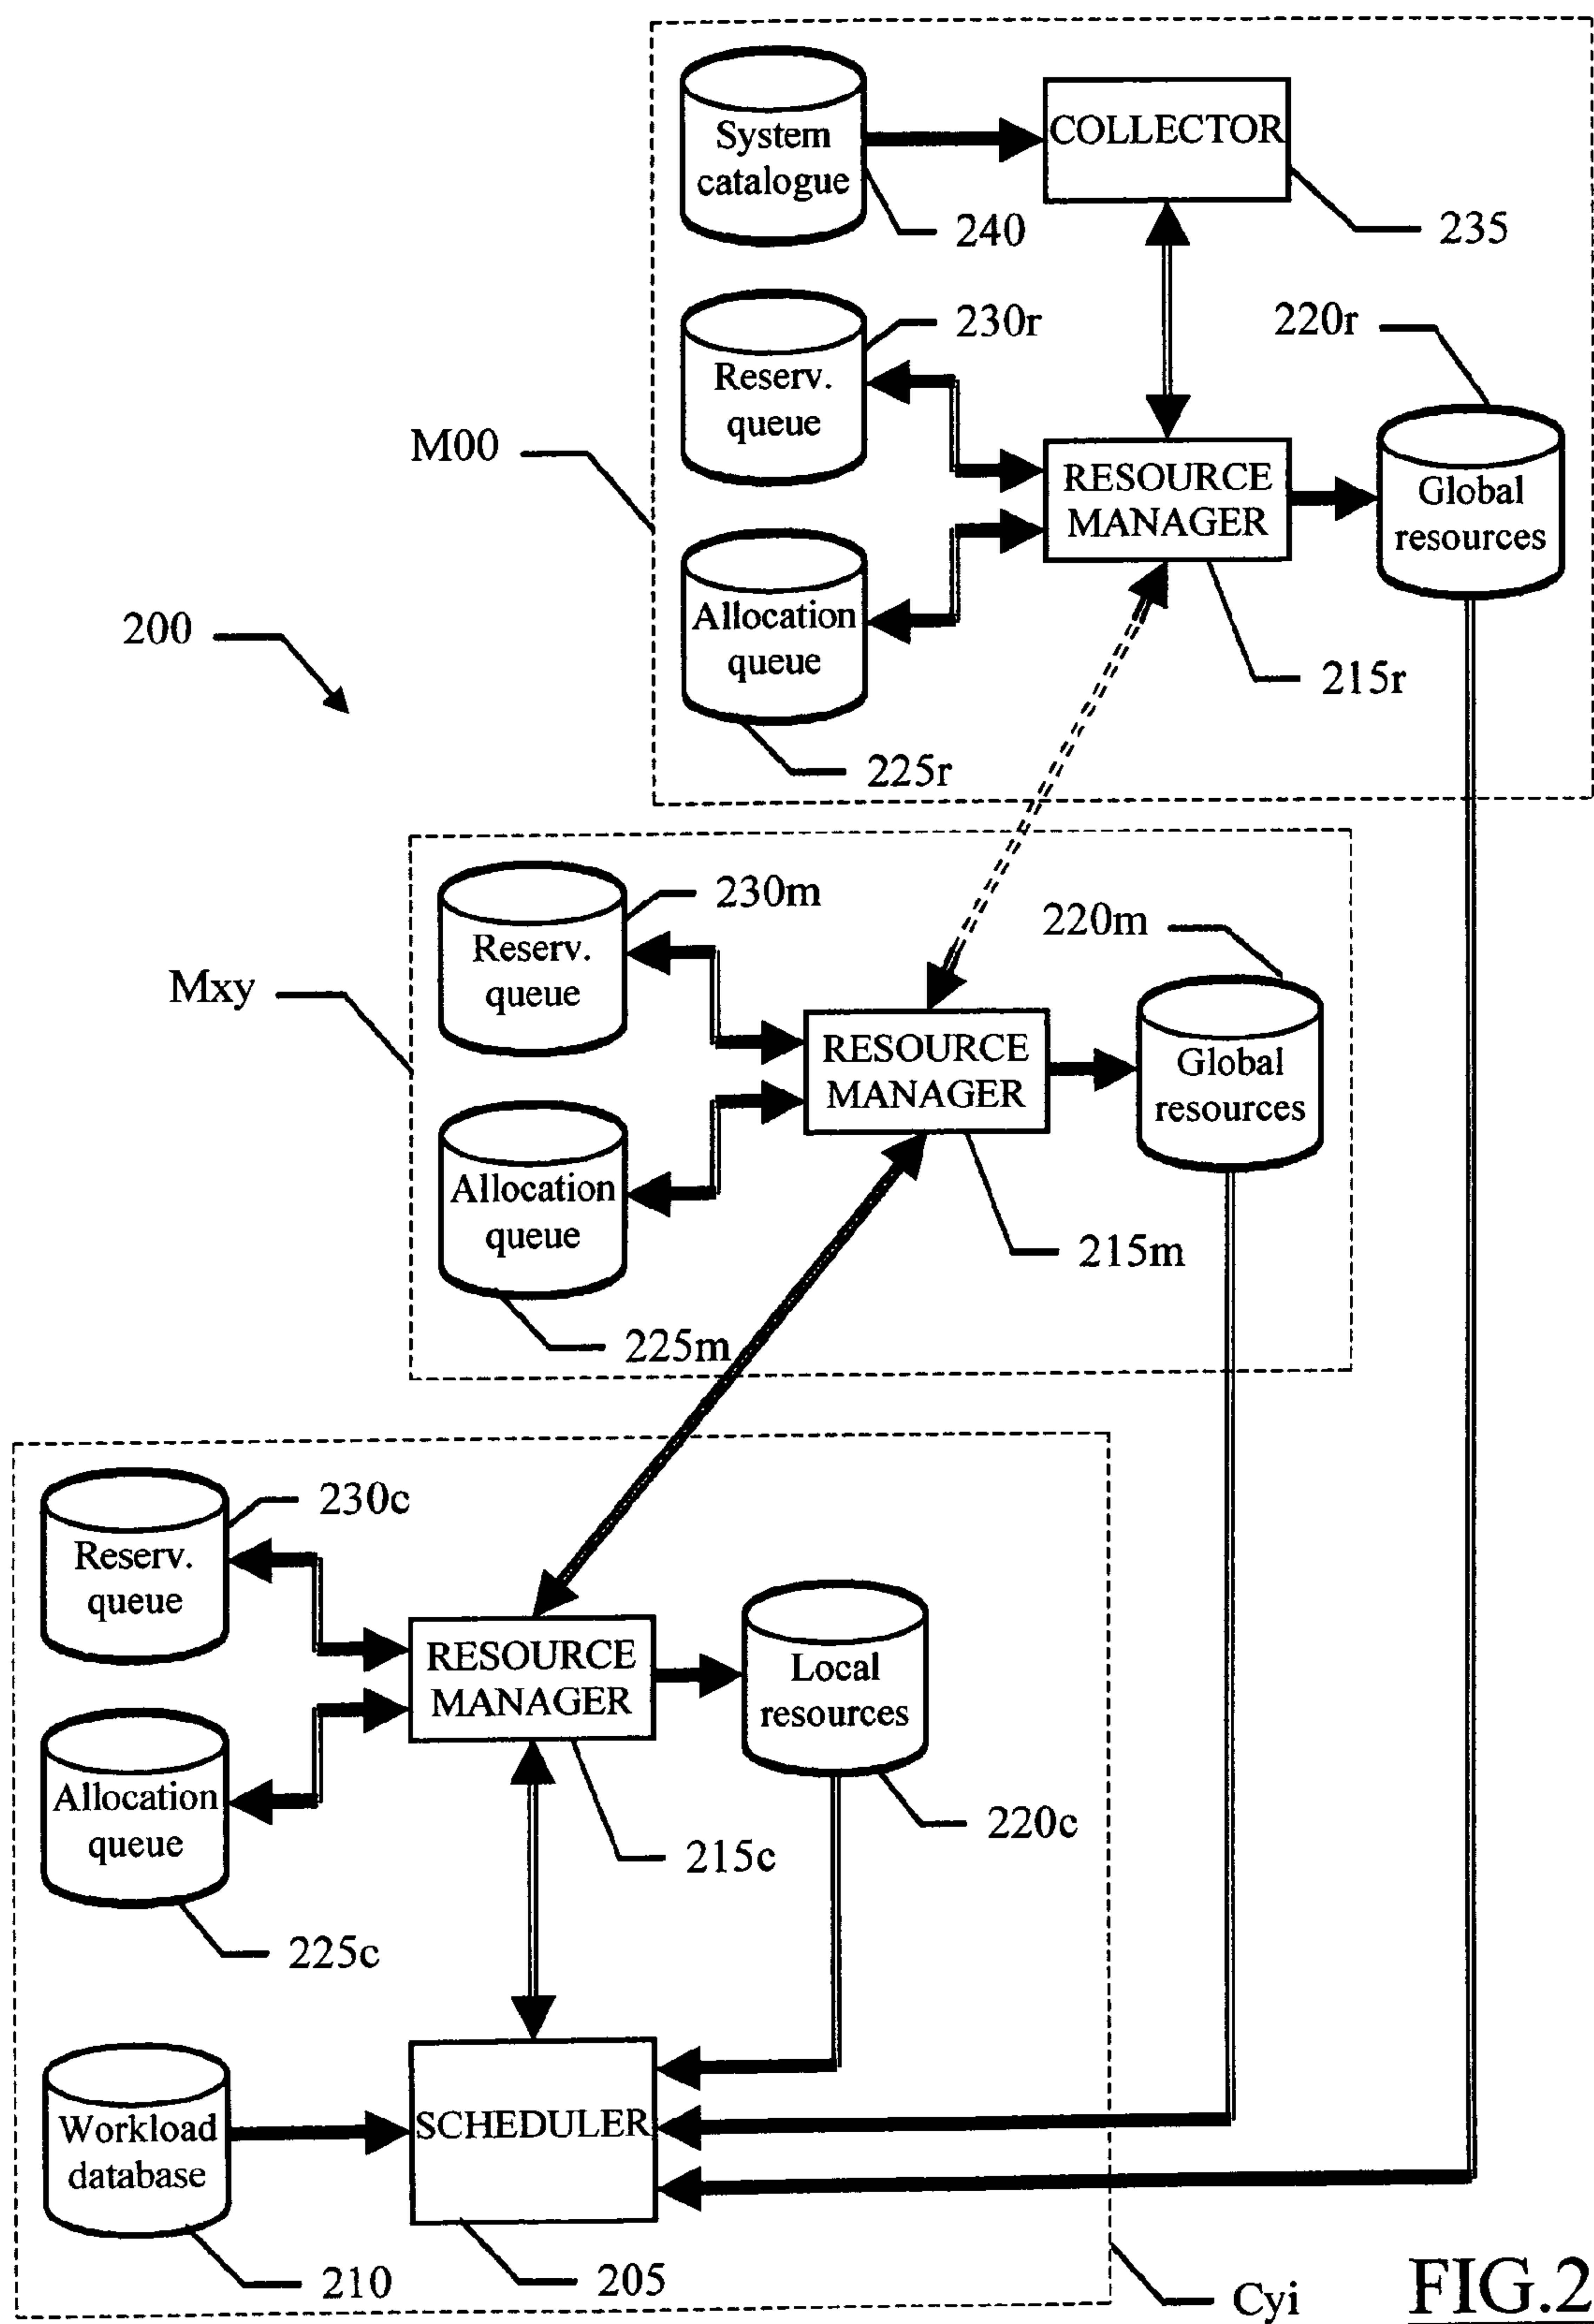 System
catalogue
COLLECTOR
240
235
230r
220r
Reserv.
queue
M00
RESOURCE
MANAGER
Global
resources
Allocation
queue
200
215r
225r
230m
220m
Reserv.
queue
Mxy
RESOURCE
MANAGER
Global
resources
Allocation
queue
215m
225m
230c
Reserv.
queue
RESOURCE
MANAGER
Local
resources
Allocation
queue
220c
215c
225c
Workload
database
SCHEDULER
210
205
Cyi
FIG.2